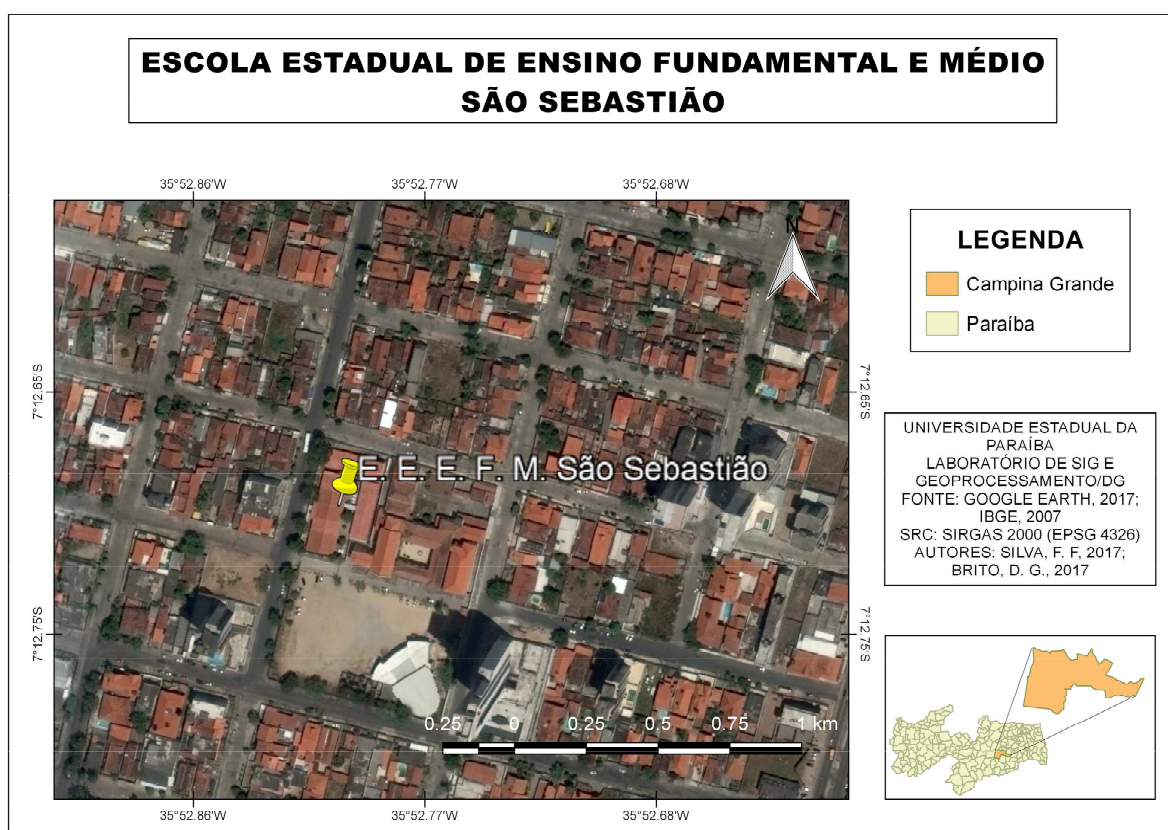 ESCOLA ESTADUAL DE ENSINO FUNDAMENTAL E MÉDIO
SÃO SEBASTIÃO
35°52.86'W
35°52.77'W
35°52.68'W
N
7°12.65'S
7°12.65'S
E. E. E. F. M. São Sebastião
7°12.75'S
7°12.75'S
0.25 0 0.25 0.5 0.75 1 km
35°52.86'W
35°52.77'W
35°52.68'W
LEGENDA
Campina Grande
Paraíba
UNIVERSIDADE ESTADUAL DA
PARAÍBA
LABORATÓRIO DE SIG E
GEOPROCESSAMENTO/DG
FONTE: GOOGLE EARTH, 2017;
IBGE, 2007
SRC: SIRGAS 2000 (EPSG 4326)
AUTORES: SILVA, F. F, 2017;
BRITO, D. G., 2017